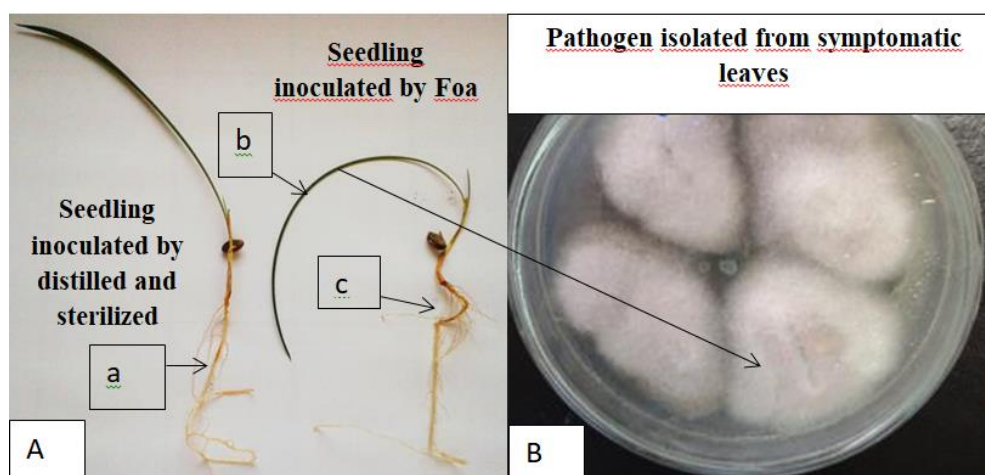 Seedling
inoculated by Foa
b
Seedling
inoculated by
distilled and
sterilized
c
a
A
Pathogen isolated from symptomatic
leaves
B